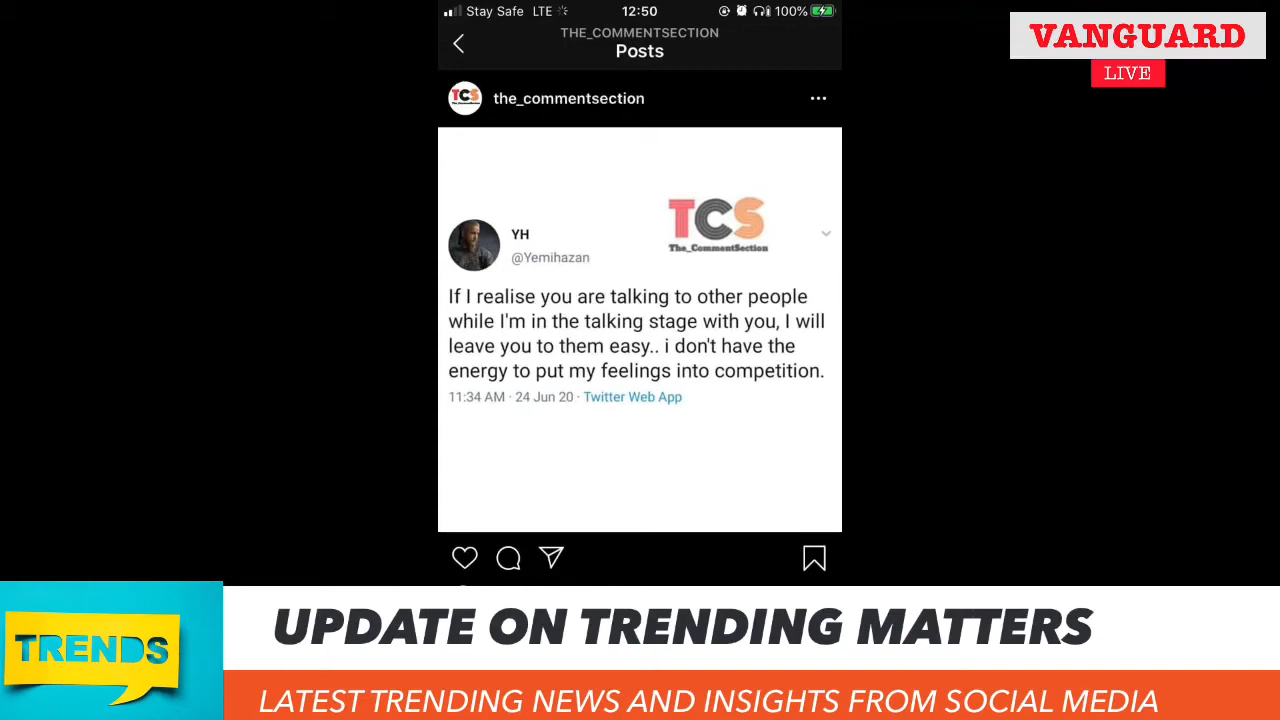 Stay Safe LTE 12:50 100%
THE_COMMENTSECTION
Posts
VANGUARD
LIVE
TCS
The_CommentSection
the_commentsection
TCS
The_CommentSection
YH
@Yemihazan
If I realise you are talking to other people
while I'm in the talking stage with you, I will
leave you to them easy.. i don't have the
energy to put my feelings into competition.
11:34 AM · 24 Jun 20 · Twitter Web App
TRENDS
UPDATE ON TRENDING MATTERS
LATEST TRENDING NEWS AND INSIGHTS FROM SOCIAL MEDIA